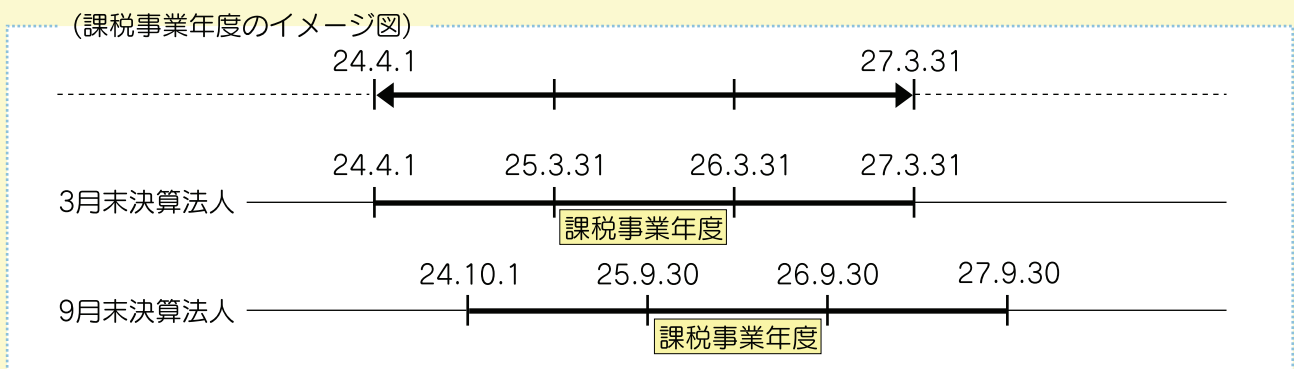 (課税事業年度のイメージ図)
24.4.1 27.3.31
24.4.1 25.3.31 26.3.31 27.3.31
3月末決算法人
課税事業年度
24.10.1 25.9.30 26.9.30 27.9.30
9月末決算法人
課税事業年度